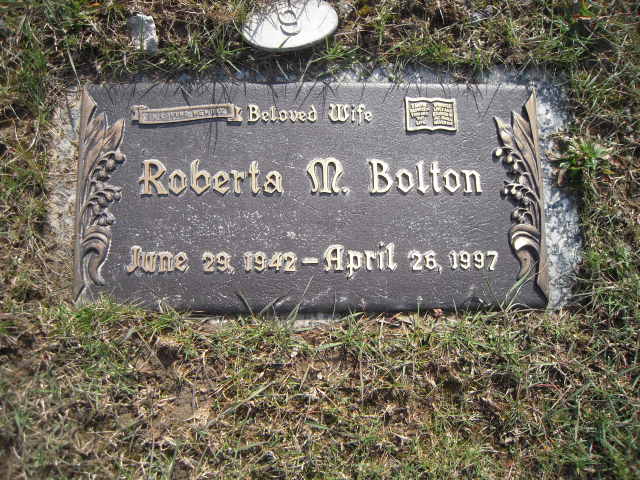 Beloved Wife
Roberta M. Bolton
June 29, 1942 - April 26, 1997